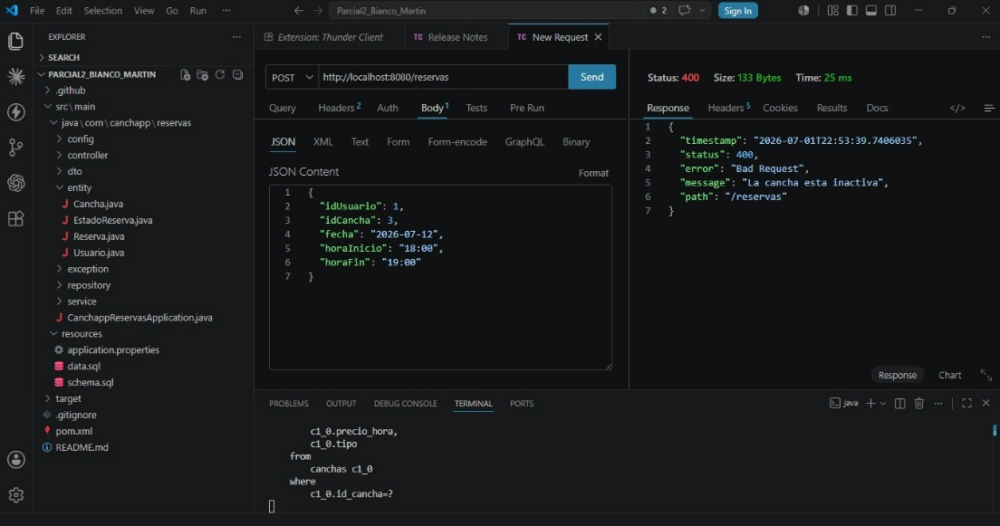 File Edit Selection View Go Run ···
Parcial2_Bianco_Martin
2
Sign In
EXPLORER
SEARCH
PARCIAL2_BIANCO_MARTIN
.github
src\main
java\com\canchapp\reservas
config
controller
dto
entity
Cancha.java
EstadoReserva.java
Reserva.java
Usuario.java
exception
repository
service
CanchappReservasApplication.java
resources
application.properties
data.sql
schema.sql
target
.gitignore
pom.xml
README.md
Extension: Thunder Client
TC Release Notes
TC New Request
POST http://localhost:8080/reservas Send
Query Headers 2 Auth Body 1 Tests Pre Run
JSON XML Text Form Form-encode GraphQL Binary
JSON Content Format
1 {
2 "idUsuario": 1,
3 "idCancha": 3,
4 "fecha": "2026-07-12",
5 "horaInicio": "18:00",
6 "horaFin": "19:00"
7 }
Status: 400 Size: 133 Bytes Time: 25 ms
Response Headers 5 Cookies Results Docs </>
1 {
2 "timestamp": "2026-07-01T22:53:39.7406035",
3 "status": 400,
4 "error": "Bad Request",
5 "message": "La cancha esta inactiva",
6 "path": "/reservas"
7 }
Response Chart
PROBLEMS OUTPUT DEBUG CONSOLE TERMINAL PORTS
java
c1_0.precio_hora,
c1_0.tipo
from
canchas c1_0
where
c1_0.id_cancha=?